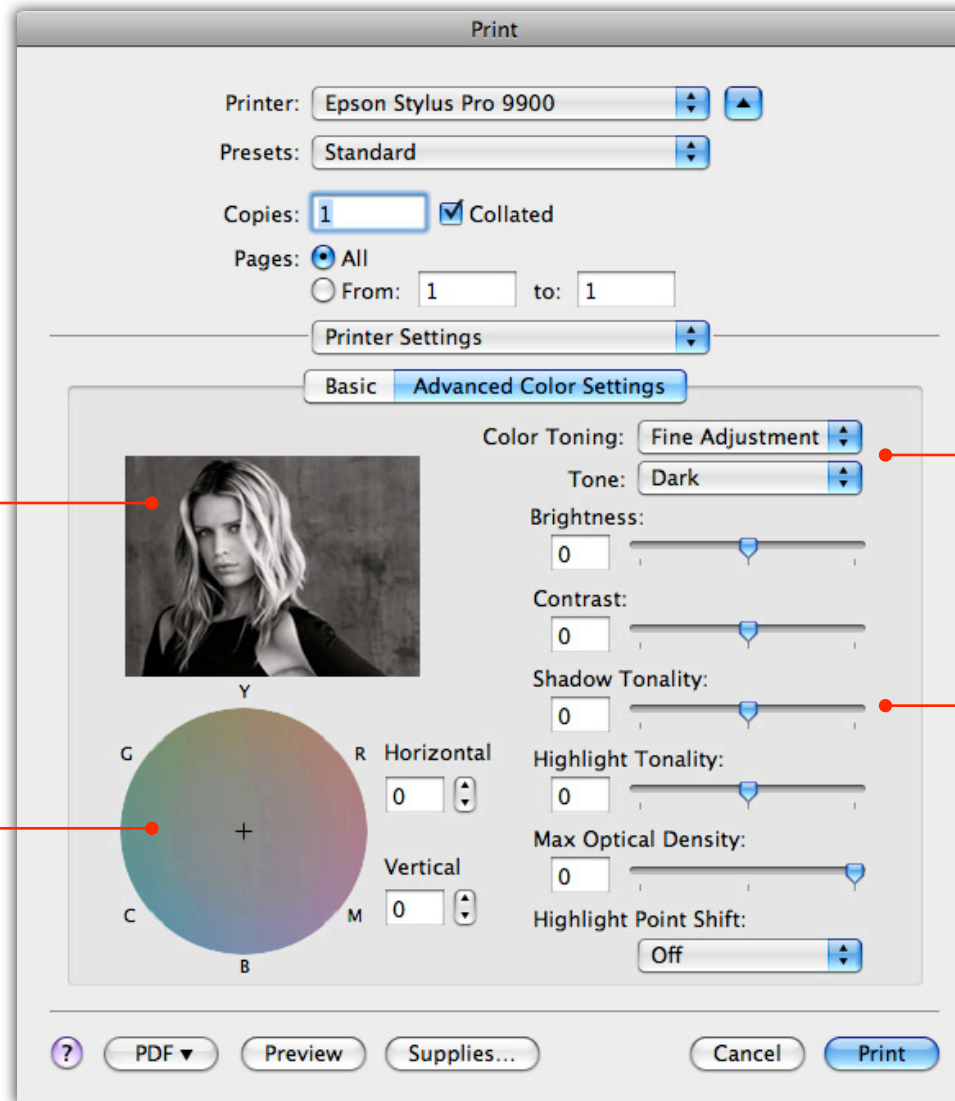 Print
Printer: Epson Stylus Pro 9900
Presets: Standard
Copies: 1 Collated
Pages: All
From: 1 to: 1
Printer Settings
Basic Advanced Color Settings
Color Toning: Fine Adjustment
Tone: Dark
Brightness:
0
Contrast:
0
Shadow Tonality:
0
Highlight Tonality:
0
Max Optical Density:
0
Highlight Point Shift:
Off
Y
G R
C M
B
Horizontal
0
Vertical
0
? PDF ▼ Preview Supplies... Cancel Print